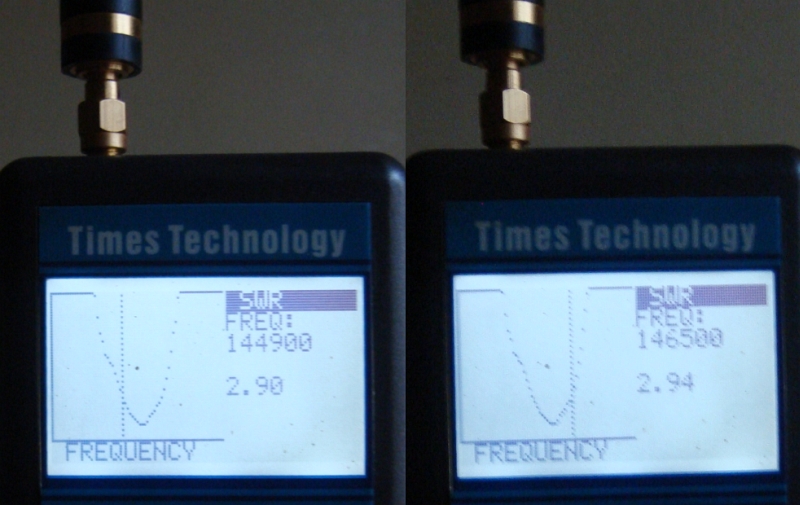 Times Technology
SWR
FREQ:
144900
2.90
FREQUENCY
Times Technology
SWR
FREQ:
146500
2.94
FREQUENCY